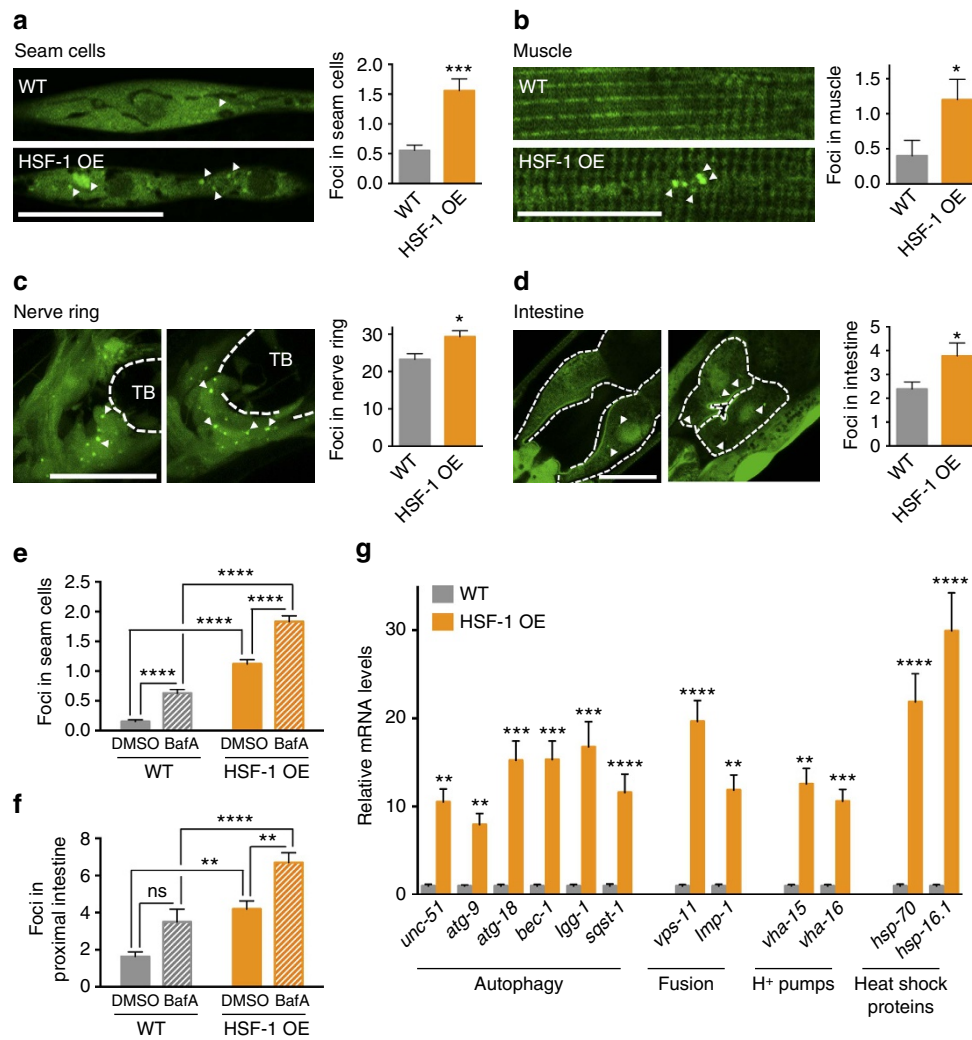 a
Seam cells
WT
HSF-1 OE
Foci in seam cells
2.0
1.5
1.0
0.5
0.0
***
WT
HSF-1 OE
b
Muscle
WT
HSF-1 OE
Foci in muscle
1.5
1.0
0.5
0.0
*
WT
HSF-1 OE
c
Nerve ring
TB
TB
Foci in nerve ring
30
20
10
0
*
WT
HSF-1 OE
d
Intestine
Foci in intestine
5
4
3
2
1
0
*
WT
HSF-1 OE
e
Foci in seam cells
2.5
2.0
1.5
1.0
0.5
0.0
****
****
****
****
DMSO BafA DMSO BafA
WT HSF-1 OE
f
Foci in
proximal intestine
8
6
4
2
0
****
**
**
ns
DMSO BafA DMSO BafA
WT HSF-1 OE
g
WT
HSF-1 OE
Relative mRNA levels
30
20
10
0
** ** *** *** *** **** **** ** ** *** **** ****
unc-51 atg-9 atg-18 bec-1 lgg-1 sqst-1 vps-11 lmp-1 vha-15 vha-16 hsp-70 hsp-16.1
Autophagy Fusion H+ pumps Heat shock
proteins